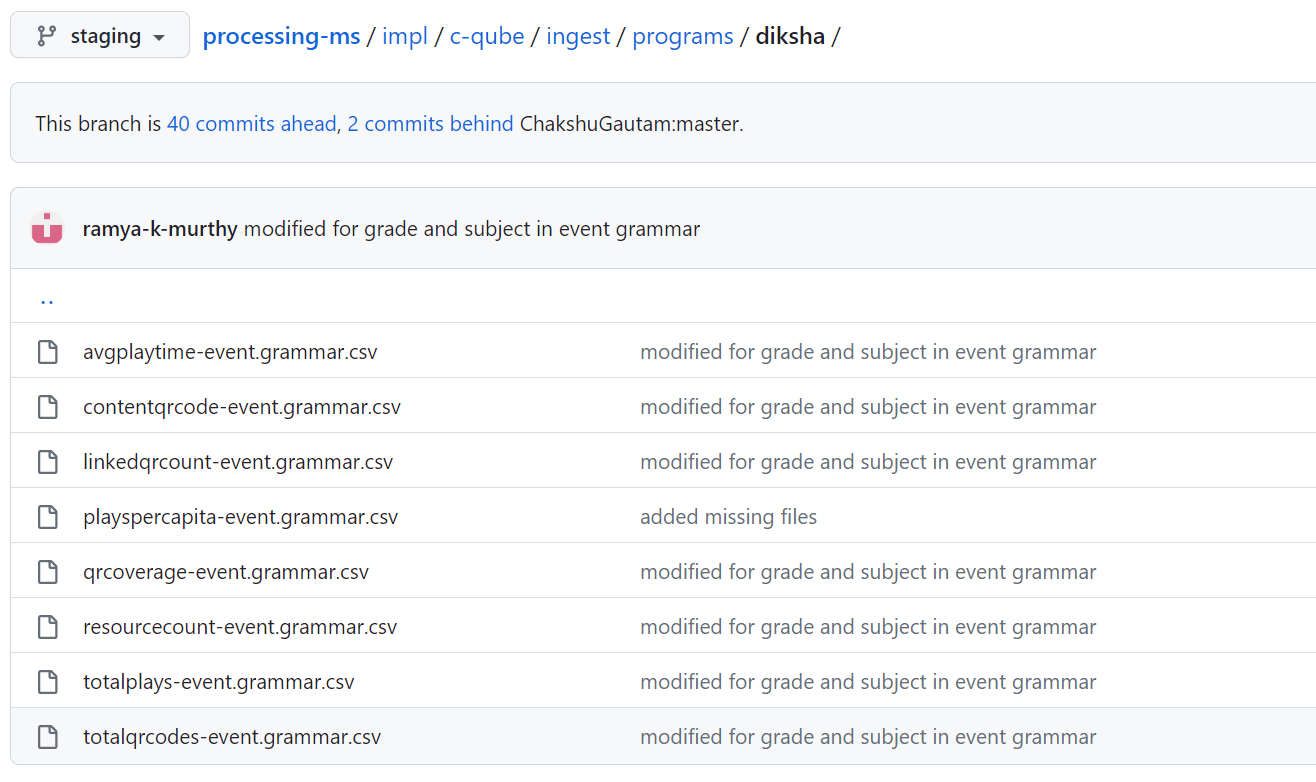 staging processing-ms / impl / c-qube / ingest / programs / diksha /
This branch is 40 commits ahead, 2 commits behind ChakshuGautam:master.
ramya-k-murthy modified for grade and subject in event grammar
..
avgplaytime-event.grammar.csv modified for grade and subject in event grammar
contentqrcode-event.grammar.csv modified for grade and subject in event grammar
linkedqrcount-event.grammar.csv modified for grade and subject in event grammar
playspercapita-event.grammar.csv added missing files
qrcoverage-event.grammar.csv modified for grade and subject in event grammar
resourcecount-event.grammar.csv modified for grade and subject in event grammar
totalplays-event.grammar.csv modified for grade and subject in event grammar
totalqrcodes-event.grammar.csv modified for grade and subject in event grammar